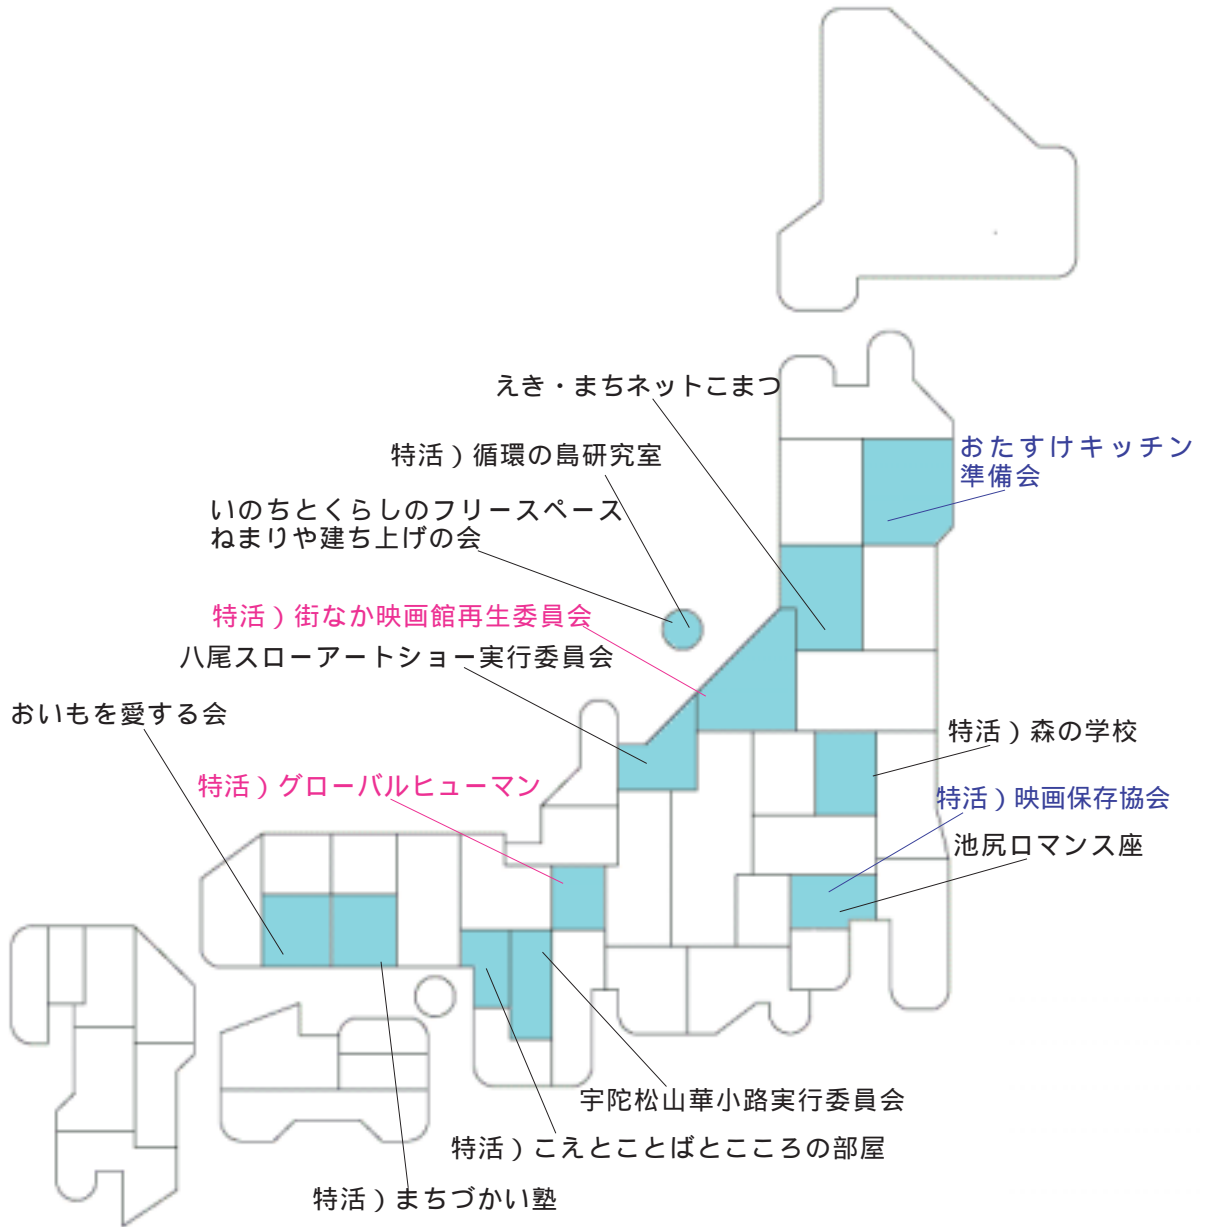 えき・まちネットこまつ
特活）循環の島研究室
おたすけキッチン
準備会
いのちとくらしのフリースペース
ねまりや建ち上げの会
特活）街なか映画館再生委員会
八尾スローアートショー実行委員会
おいもを愛する会
特活）森の学校
特活）グローバルヒューマン
特活）映画保存協会
池尻ロマンス座
宇陀松山華小路実行委員会
特活）こえとことばとこころの部屋
特活）まちづかい塾